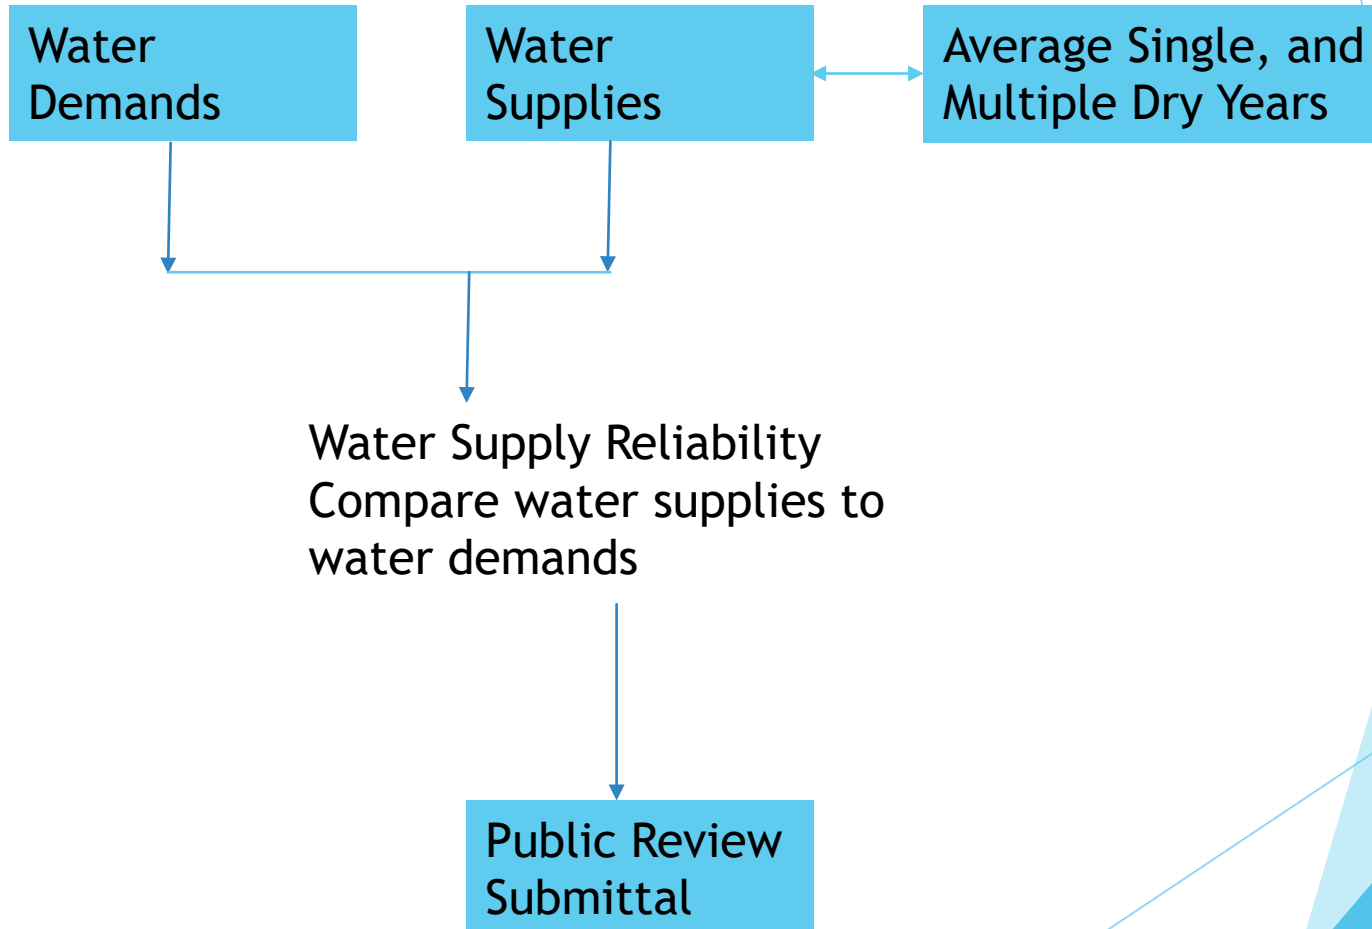 Water
Demands
Water
Supplies
Average Single, and
Multiple Dry Years
Water Supply Reliability
Compare water supplies to
water demands
Public Review
Submittal